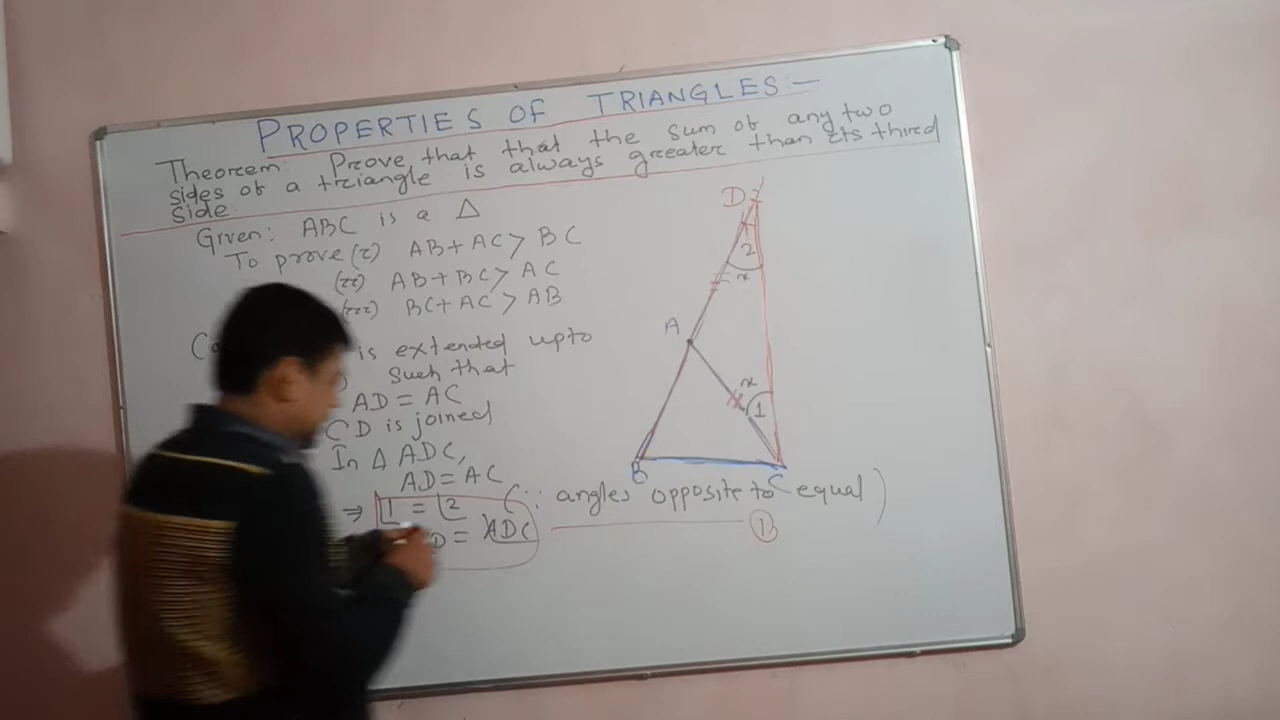 PROPERTIES OF TRIANGLES:-
Theorem: Prove that that the sum of any two
sides of a triangle is always greater than its third
side
Given: ABC is a Δ
To prove (i) AB+AC > BC
(ii) AB+BC > AC
(iii) BC+AC > AB
is extended upto
such that
AD = AC
CD is joined
In Δ ADC,
AD = AC
⇒ ∠1 = ∠2 (∵ angles opposite to equal)
D = ∠ADC
1
D
2
x
A
x
1
B
C